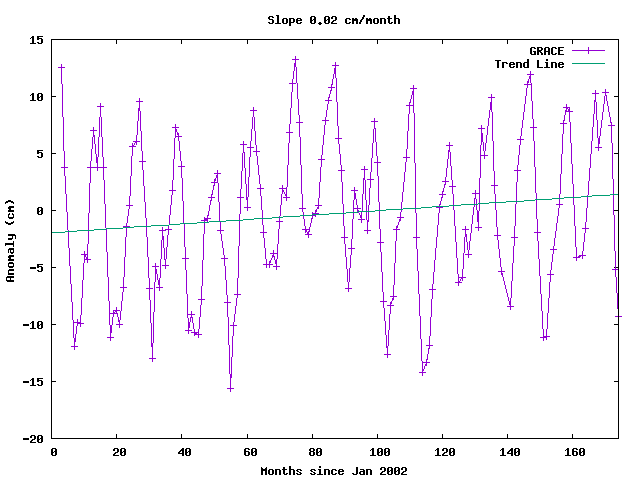 Slope 0.02 cm/month
GRACE
Trend Line
15
10
5
0
-5
-10
-15
-20
Anomaly (cm)
0 20 40 60 80 100 120 140 160
Months since Jan 2002